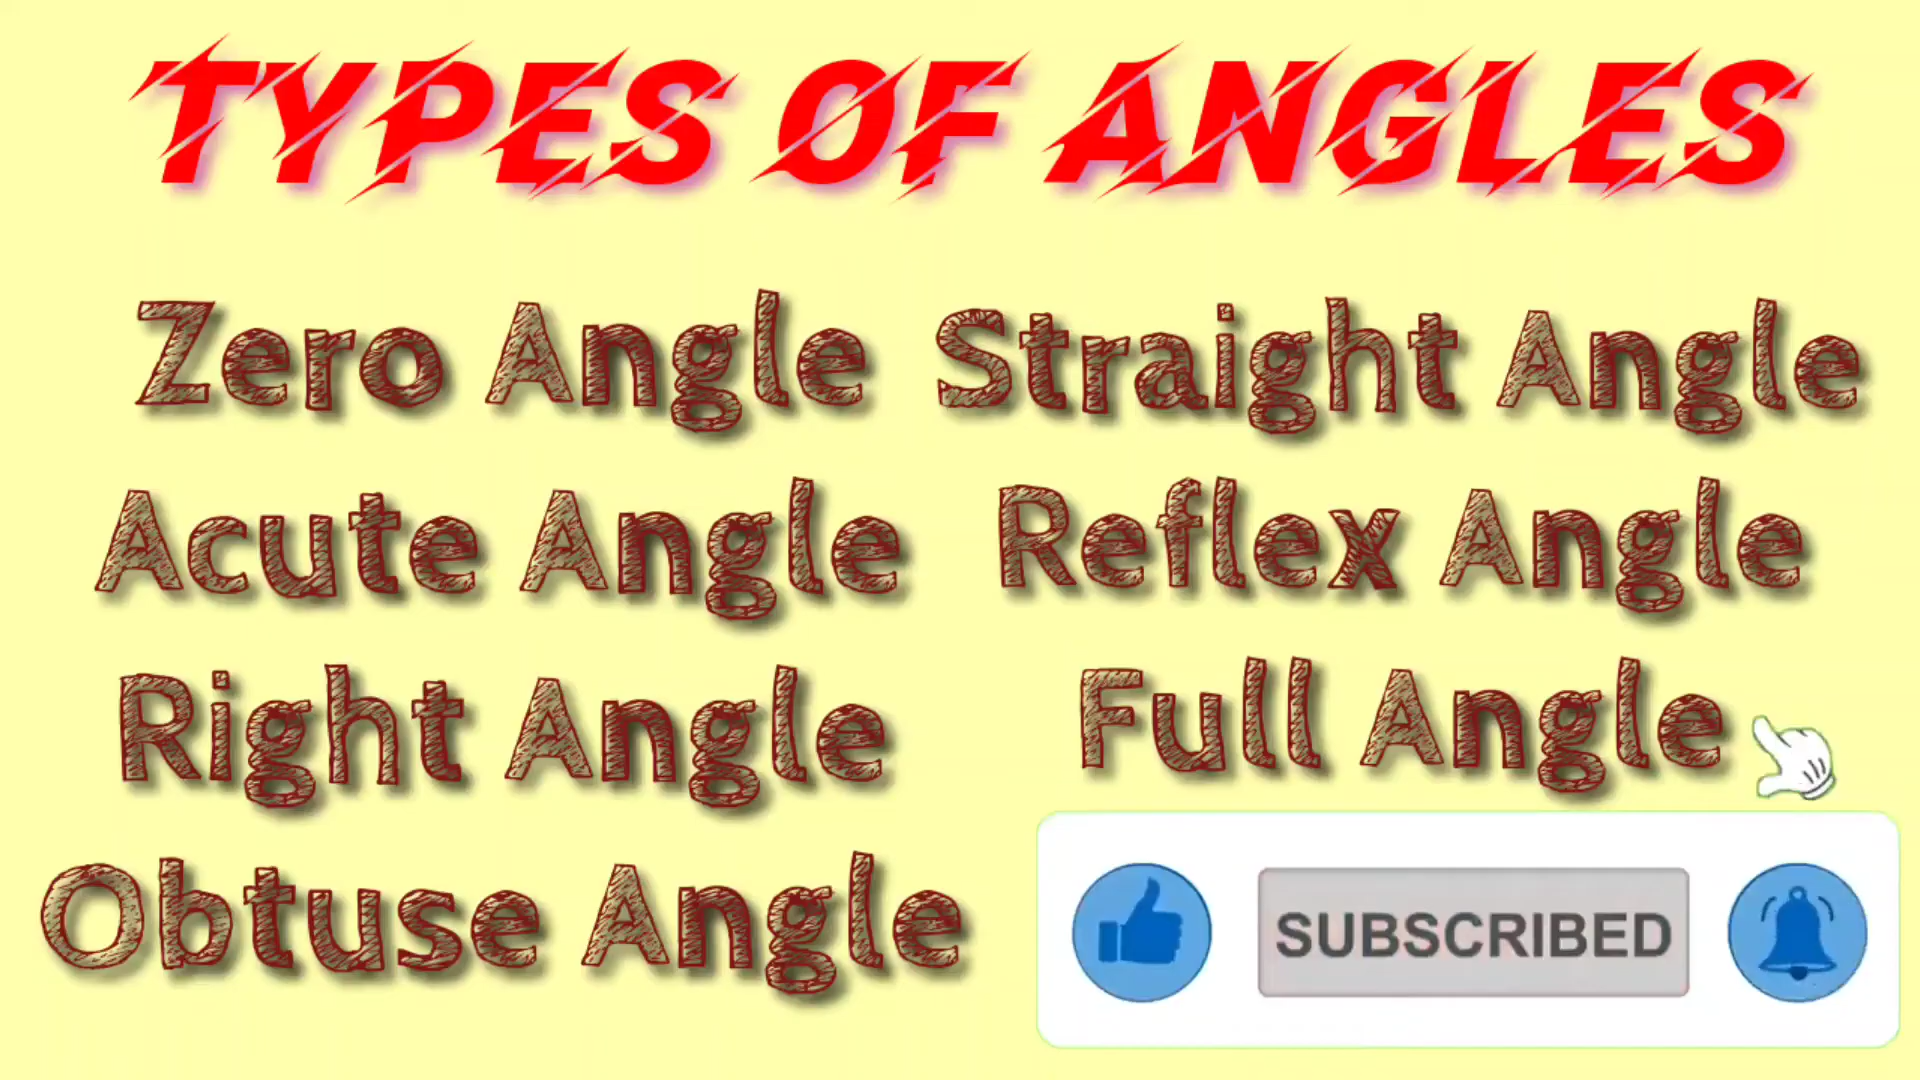 TYPES OF ANGLES
Zero Angle
Acute Angle
Right Angle
Obtuse Angle
Straight Angle
Reflex Angle
Full Angle
SUBSCRIBED